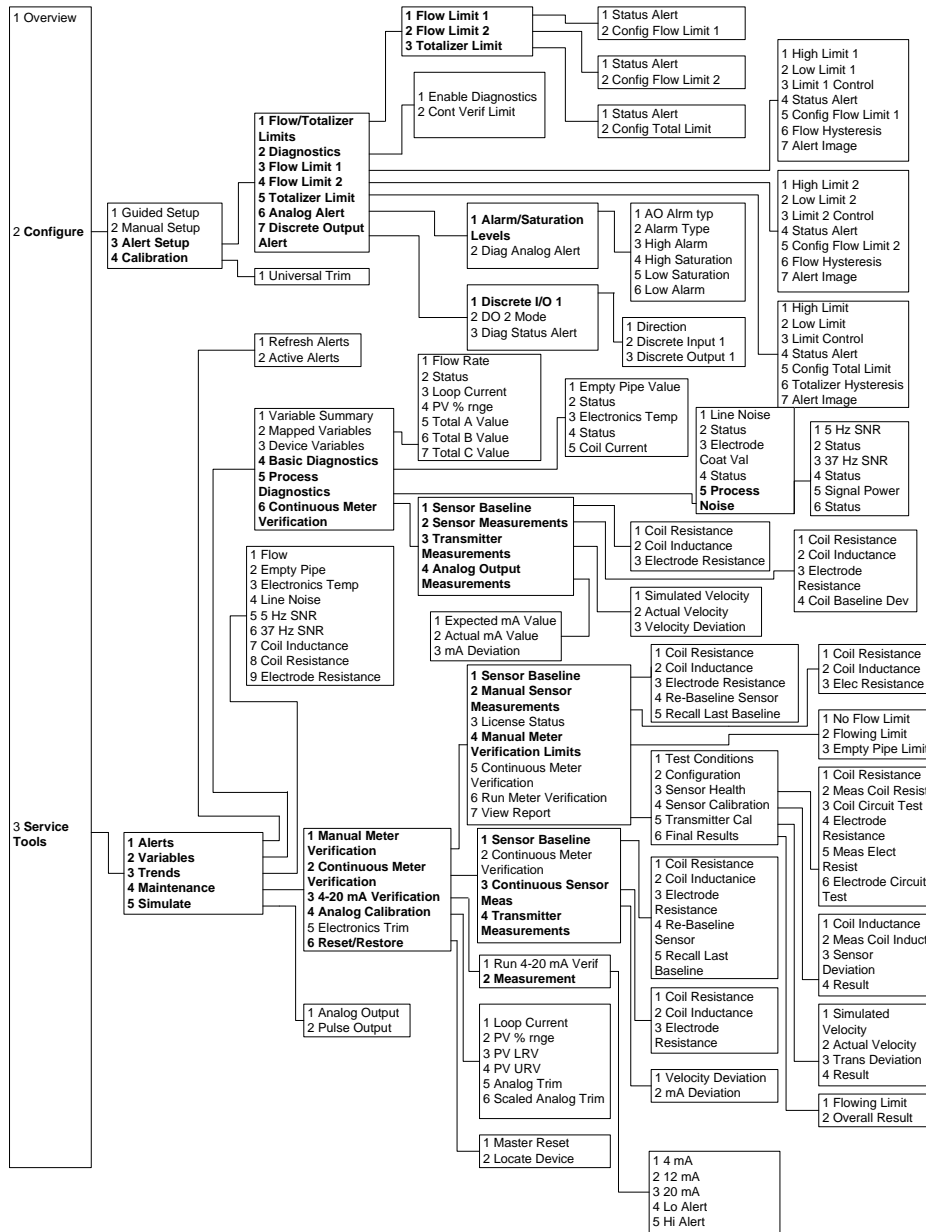 1 Overview
2 Configure
3 Service
Tools
1 Guided Setup
2 Manual Setup
3 Alert Setup
4 Calibration
1 Flow/Totalizer
Limits
2 Diagnostics
3 Flow Limit 1
4 Flow Limit 2
5 Totalizer Limit
6 Analog Alert
7 Discrete Output
Alert
1 Universal Trim
1 Flow Limit 1
2 Flow Limit 2
3 Totalizer Limit
1 Status Alert
2 Config Flow Limit 1
1 Status Alert
2 Config Flow Limit 2
1 Status Alert
2 Config Total Limit
1 Enable Diagnostics
2 Cont Verif Limit
1 High Limit 1
2 Low Limit 1
3 Limit 1 Control
4 Status Alert
5 Config Flow Limit 1
6 Flow Hysteresis
7 Alert Image
1 High Limit 2
2 Low Limit 2
3 Limit 2 Control
4 Status Alert
5 Config Flow Limit 2
6 Flow Hysteresis
7 Alert Image
1 High Limit
2 Low Limit
3 Limit Control
4 Status Alert
5 Config Total Limit
6 Totalizer Hysteresis
7 Alert Image
1 Alarm/Saturation
Levels
2 Diag Analog Alert
1 AO Alrm typ
2 Alarm Type
3 High Alarm
4 High Saturation
5 Low Saturation
6 Low Alarm
1 Discrete I/O 1
2 DO 2 Mode
3 Diag Status Alert
1 Direction
2 Discrete Input 1
3 Discrete Output 1
1 Alerts
2 Variables
3 Trends
4 Maintenance
5 Simulate
1 Refresh Alerts
2 Active Alerts
1 Variable Summary
2 Mapped Variables
3 Device Variables
4 Basic Diagnostics
5 Process
Diagnostics
6 Continuous Meter
Verification
1 Flow Rate
2 Status
3 Loop Current
4 PV % rnge
5 Total A Value
6 Total B Value
7 Total C Value
1 Empty Pipe Value
2 Status
3 Electronics Temp
4 Status
5 Coil Current
1 Line Noise
2 Status
3 Electrode
Coat Val
4 Status
5 Process
Noise
1 5 Hz SNR
2 Status
3 37 Hz SNR
4 Status
5 Signal Power
6 Status
1 Sensor Baseline
2 Sensor Measurements
3 Transmitter
Measurements
4 Analog Output
Measurements
1 Coil Resistance
2 Coil Inductance
3 Electrode Resistance
1 Coil Resistance
2 Coil Inductance
3 Electrode
Resistance
4 Coil Baseline Dev
1 Simulated Velocity
2 Actual Velocity
3 Velocity Deviation
1 Expected mA Value
2 Actual mA Value
3 mA Deviation
1 Flow
2 Empty Pipe
3 Electronics Temp
4 Line Noise
5 5 Hz SNR
6 37 Hz SNR
7 Coil Inductance
8 Coil Resistance
9 Electrode Resistance
1 Manual Meter
Verification
2 Continuous Meter
Verification
3 4-20 mA Verification
4 Analog Calibration
5 Electronics Trim
6 Reset/Restore
1 Sensor Baseline
2 Manual Sensor
Measurements
3 License Status
4 Manual Meter
Verification Limits
5 Continuous Meter
Verification
6 Run Meter Verification
7 View Report
1 Coil Resistance
2 Coil Inductance
3 Electrode Resistance
4 Re-Baseline Sensor
5 Recall Last Baseline
1 Coil Resistance
2 Coil Inductance
3 Elec Resistance
1 No Flow Limit
2 Flowing Limit
3 Empty Pipe Limit
1 Test Conditions
2 Configuration
3 Sensor Health
4 Sensor Calibration
5 Transmitter Cal
6 Final Results
1 Coil Resistance
2 Meas Coil Resist
3 Coil Circuit Test
4 Electrode
Resistance
5 Meas Elect
Resist
6 Electrode Circuit
Test
1 Coil Inductance
2 Meas Coil Induct
3 Sensor
Deviation
4 Result
1 Simulated
Velocity
2 Actual Velocity
3 Trans Deviation
4 Result
1 Flowing Limit
2 Overall Result
1 Sensor Baseline
2 Continuous Meter
Verification
3 Continuous Sensor
Meas
4 Transmitter
Measurements
1 Coil Resistance
2 Coil Inductanice
3 Electrode
Resistance
4 Re-Baseline
Sensor
5 Recall Last
Baseline
1 Coil Resistance
2 Coil Inductance
3 Electrode
Resistance
1 Velocity Deviation
2 mA Deviation
1 Run 4-20 mA Verif
2 Measurement
1 4 mA
2 12 mA
3 20 mA
4 Lo Alert
5 Hi Alert
1 Loop Current
2 PV % rnge
3 PV LRV
4 PV URV
5 Analog Trim
6 Scaled Analog Trim
1 Master Reset
2 Locate Device
1 Analog Output
2 Pulse Output